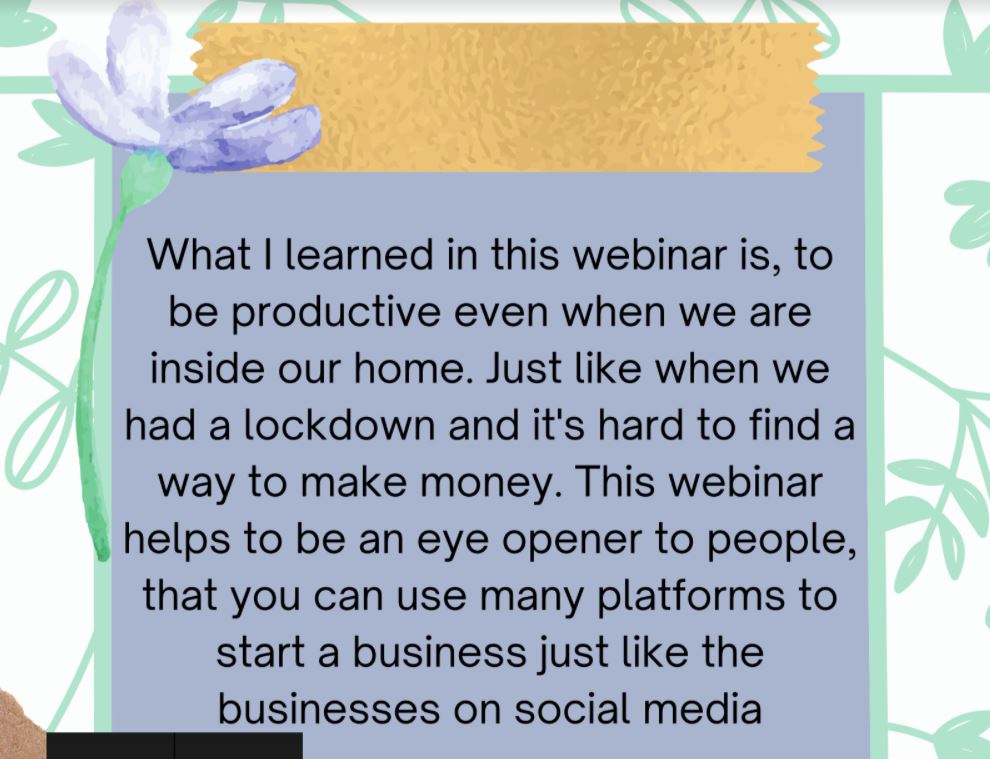 What I learned in this webinar is, to
be productive even when we are
inside our home. Just like when we
had a lockdown and it's hard to find a
way to make money. This webinar
helps to be an eye opener to people,
that you can use many platforms to
start a business just like the
businesses on social media